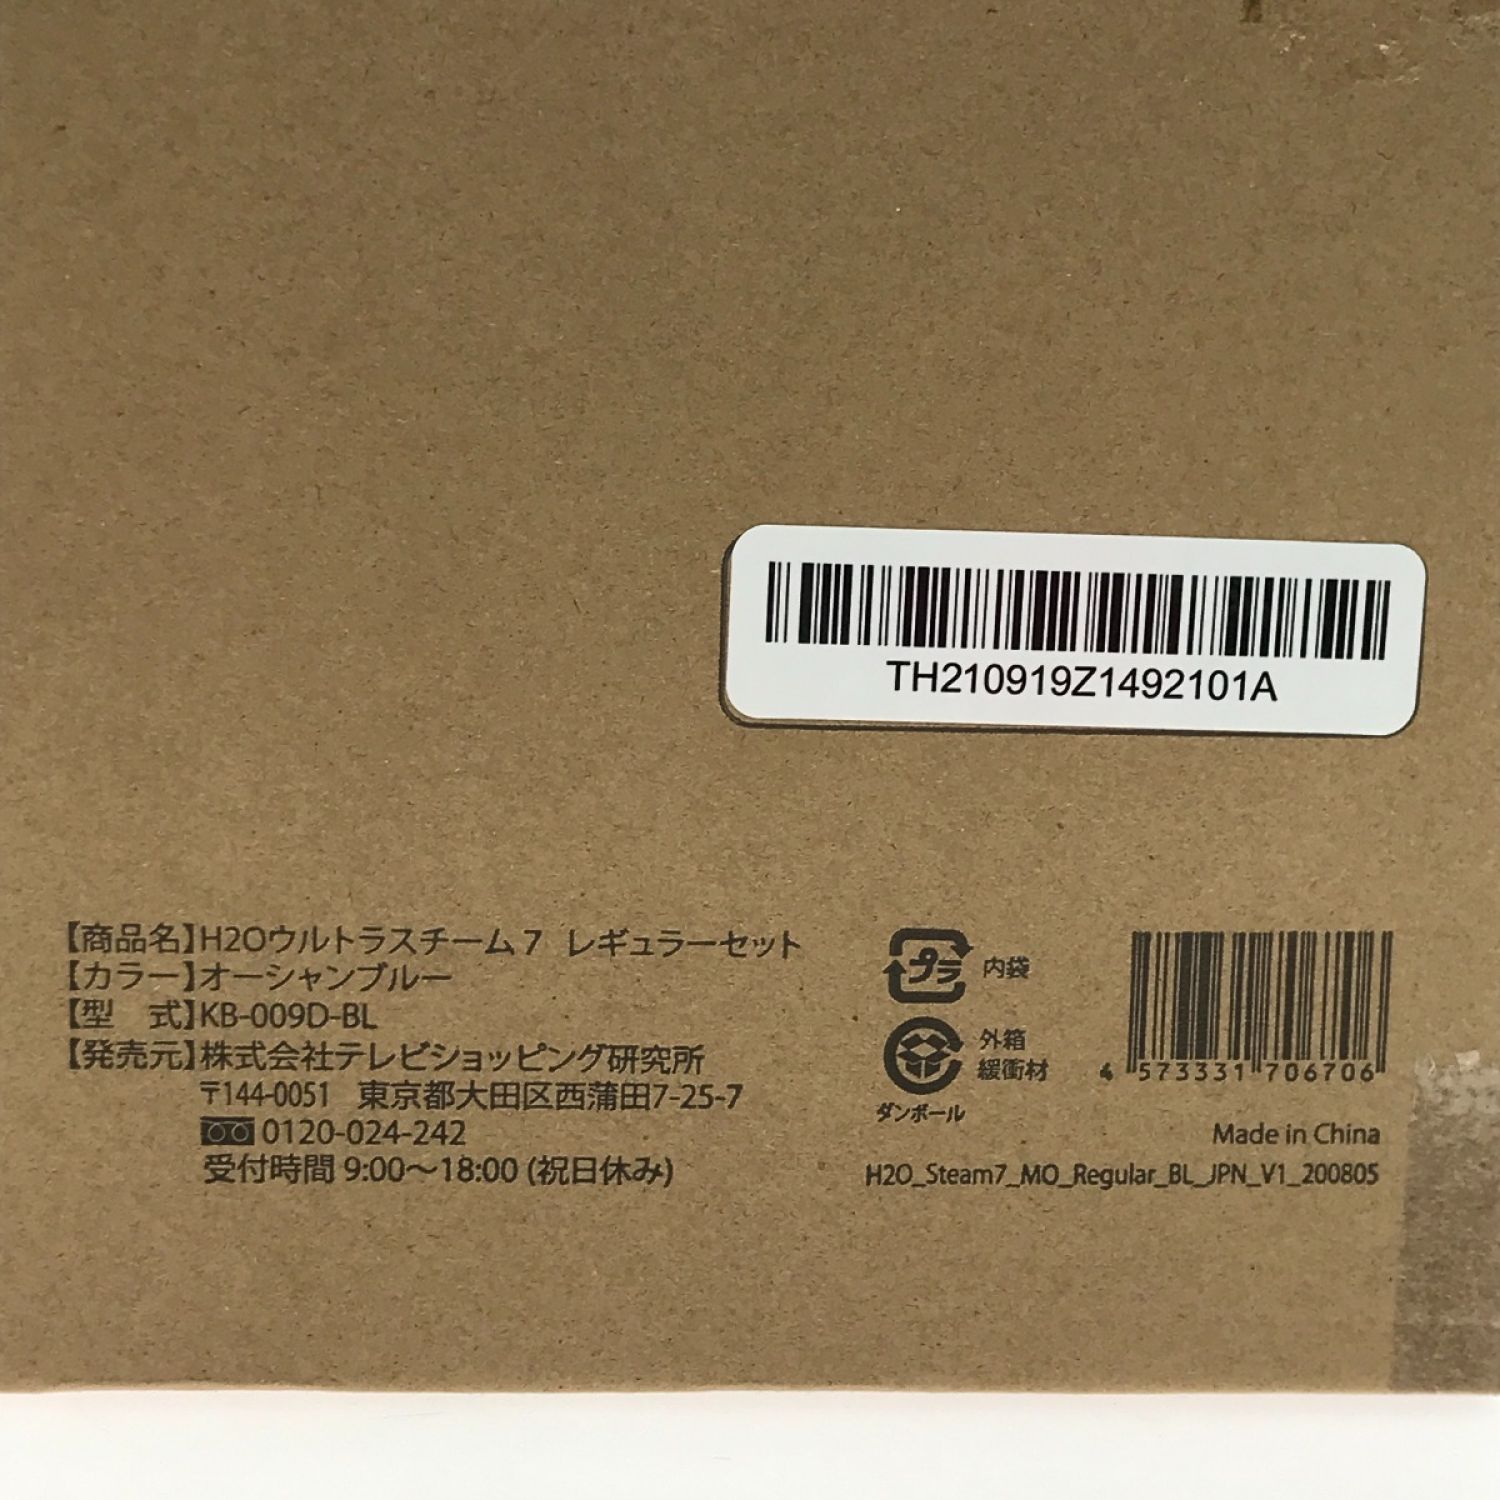 TH210919Z1492101A
【商品名】H2Oウルトラスチーム7 レギュラーセット
【カラー】オーシャンブルー
【型 式】KB-009D-BL
【発売元】株式会社テレビショッピング研究所
〒144-0051 東京都大田区西蒲田7-25-7
0120-024-242
受付時間 9:00～18:00 (祝日休み)
プラ 内袋
外箱
緩衝材
ダンボール
4 573331 706706
Made in China
H2O_Steam7_MO_Regular_BL_JPN_V1_200805